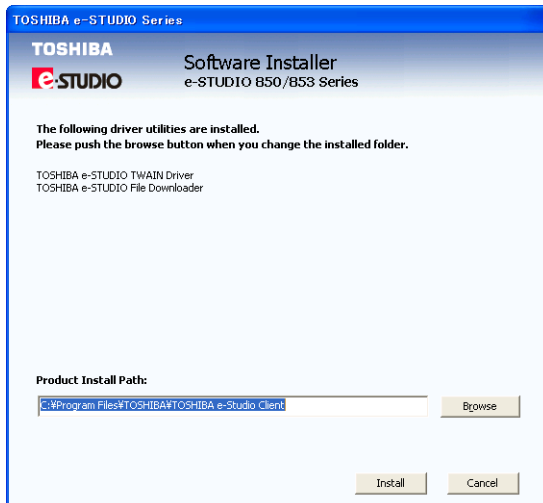 TOSHIBA e-STUDIO Series
TOSHIBA
e-STUDIO
Software Installer
e-STUDIO 850/853 Series
The following driver utilities are installed.
Please push the browse button when you change the installed folder.
TOSHIBA e-STUDIO TWAIN Driver
TOSHIBA e-STUDIO File Downloader
Product Install Path:
C:¥Program Files¥TOSHIBA¥TOSHIBA e-Studio Client
Browse
Install
Cancel